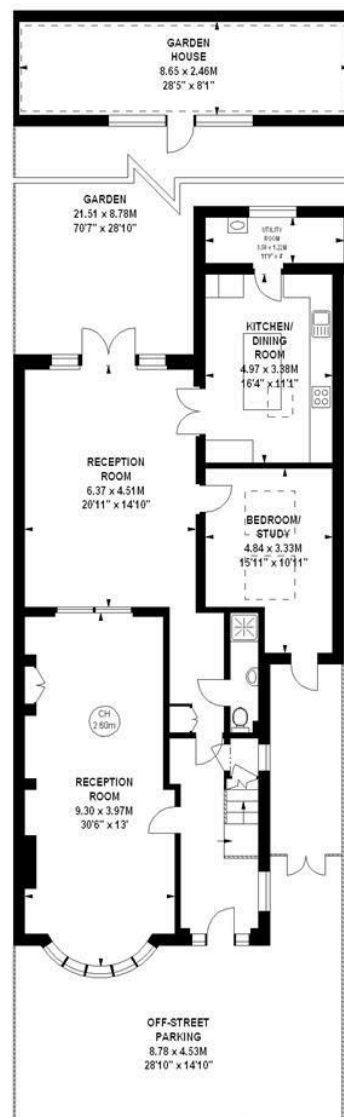 GARDEN
HOUSE
8.65 x 2.46M
28'5" x 8'1"
GARDEN
21.51 x 8.78M
70'7" x 28'10"
UTILITY
ROOM
KITCHEN/
DINING
ROOM
4.97 x 3.38M
16'4" x 11'1"
RECEPTION
ROOM
6.37 x 4.51M
20'11" x 14'10"
BEDROOM/
STUDY
4.84 x 3.33M
15'11" x 10'11"
CH
2.60m
RECEPTION
ROOM
9.30 x 3.97M
30'6" x 13'
OFF-STREET
PARKING
8.78 x 4.53M
28'10" x 14'10"